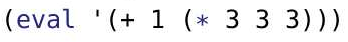 (eval '(+ 1 (* 3 3 3)))